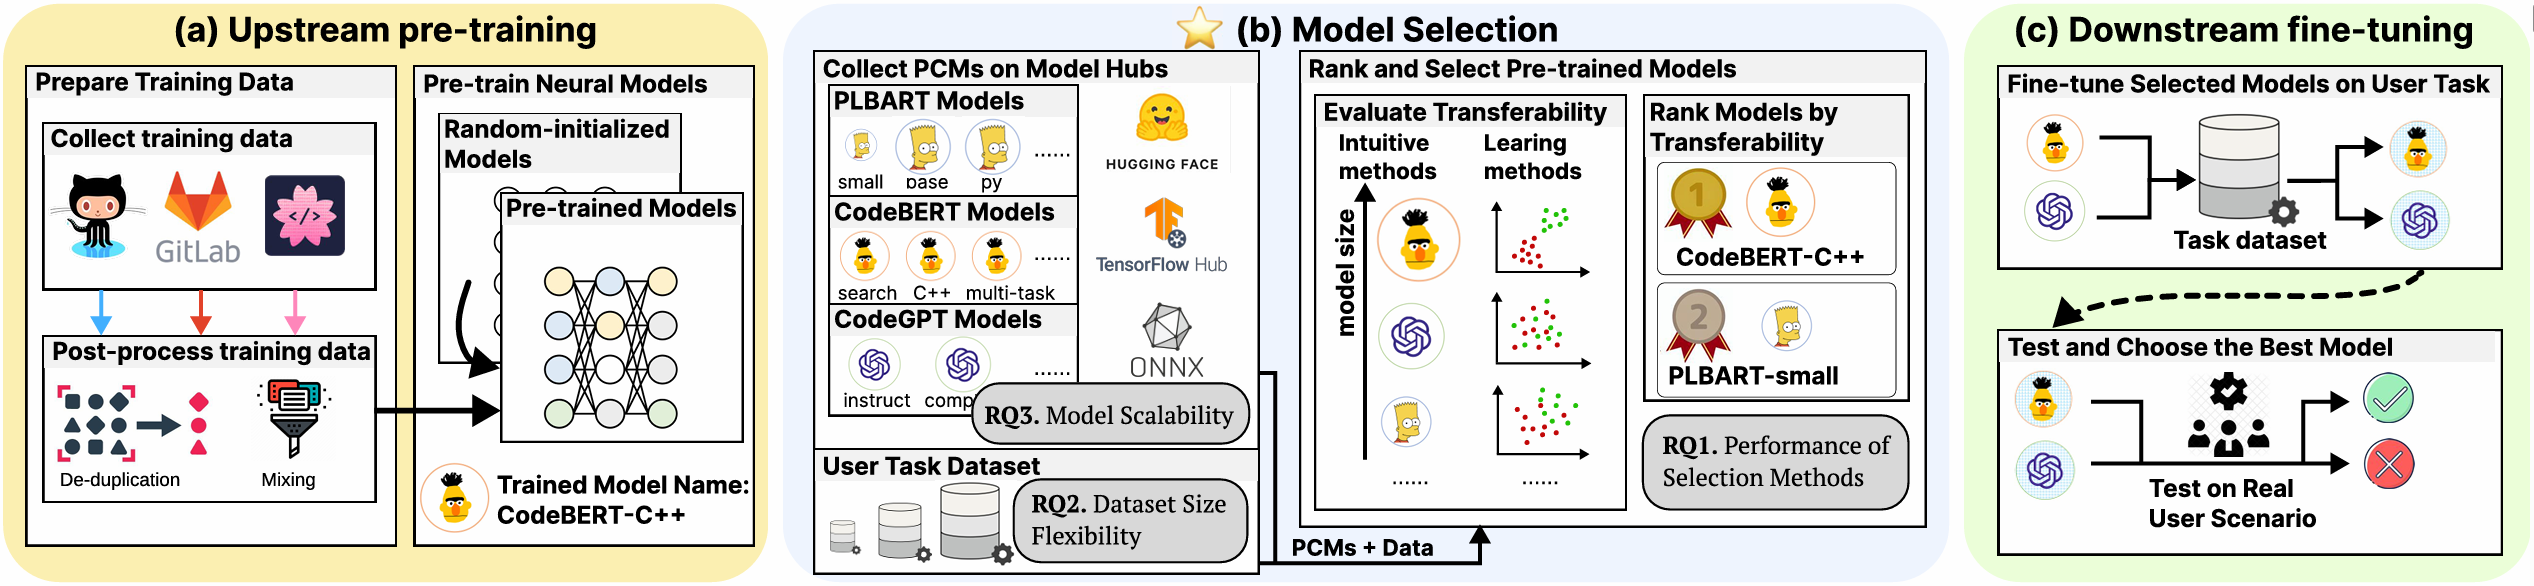 (a) Upstream pre-training
Prepare Training Data
Collect training data
GitLab
</>
Post-process training data
De-duplication
Mixing
Pre-train Neural Models
Random-initialized
Models
Pre-trained Models
Trained Model Name:
CodeBERT-C++
(b) Model Selection
Collect PCMs on Model Hubs
PLBART Models
small base py ......
CodeBERT Models
......
search C++ multi-task
CodeGPT Models
......
instruct
HUGGING FACE
TensorFlow Hub
ONNX
RQ3. Model Scalability
User Task Dataset
RQ2. Dataset Size
Flexibility
PCMs + Data
Rank and Select Pre-trained Models
Evaluate Transferability
Intuitive
methods
Learing
methods
model size
......
......
Rank Models by
Transferability
1
CodeBERT-C++
2
PLBART-small
RQ1. Performance of
Selection Methods
(c) Downstream fine-tuning
Fine-tune Selected Models on User Task
Task dataset
Test and Choose the Best Model
Test on Real
User Scenario